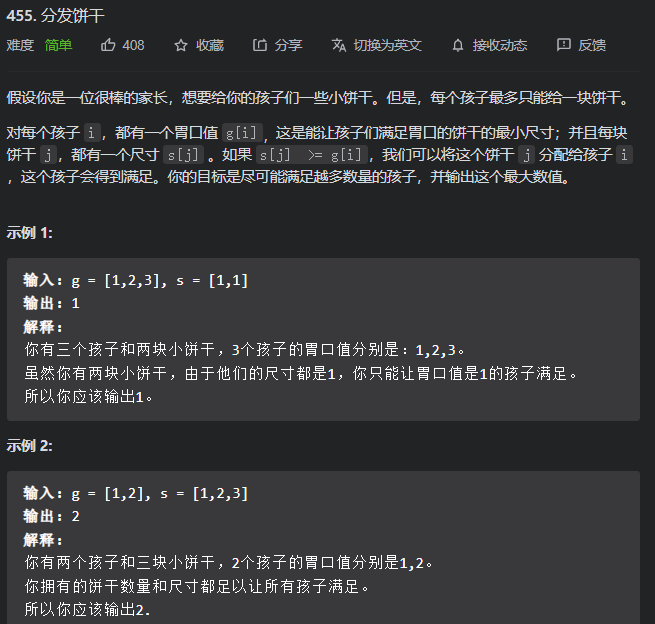 455. 分发饼干
难度 简单 408 收藏 分享 切换为英文 接收动态 反馈
假设你是一位很棒的家长，想要给你的孩子们一些小饼干。但是，每个孩子最多只能给一块饼干。
对每个孩子 i，都有一个胃口值 g[i]，这是能让孩子们满足胃口的饼干的最小尺寸；并且每块
饼干 j，都有一个尺寸 s[j] 。如果 s[j] >= g[i]，我们可以将这个饼干 j 分配给孩子 i
，这个孩子会得到满足。你的目标是尽可能满足越多数量的孩子，并输出这个最大数值。
示例 1:
输入: g = [1,2,3], s = [1,1]
输出: 1
解释:
你有三个孩子和两块小饼干，3个孩子的胃口值分别是：1,2,3。
虽然你有两块小饼干，由于他们的尺寸都是1，你只能让胃口值是1的孩子满足。
所以你应该输出1。
示例 2:
输入: g = [1,2], s = [1,2,3]
输出: 2
解释:
你有两个孩子和三块小饼干，2个孩子的胃口值分别是1,2。
你拥有的饼干数量和尺寸都足以让所有孩子满足。
所以你应该输出2.